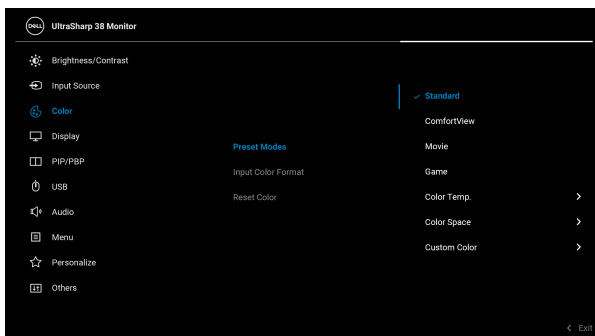 DELL UltraSharp 38 Monitor
Brightness/Contrast
Input Source
Color
Display
PIP/PBP
USB
Audio
Menu
Personalize
Others
Preset Modes
Input Color Format
Reset Color
Standard
ComfortView
Movie
Game
Color Temp.
Color Space
Custom Color
Exit